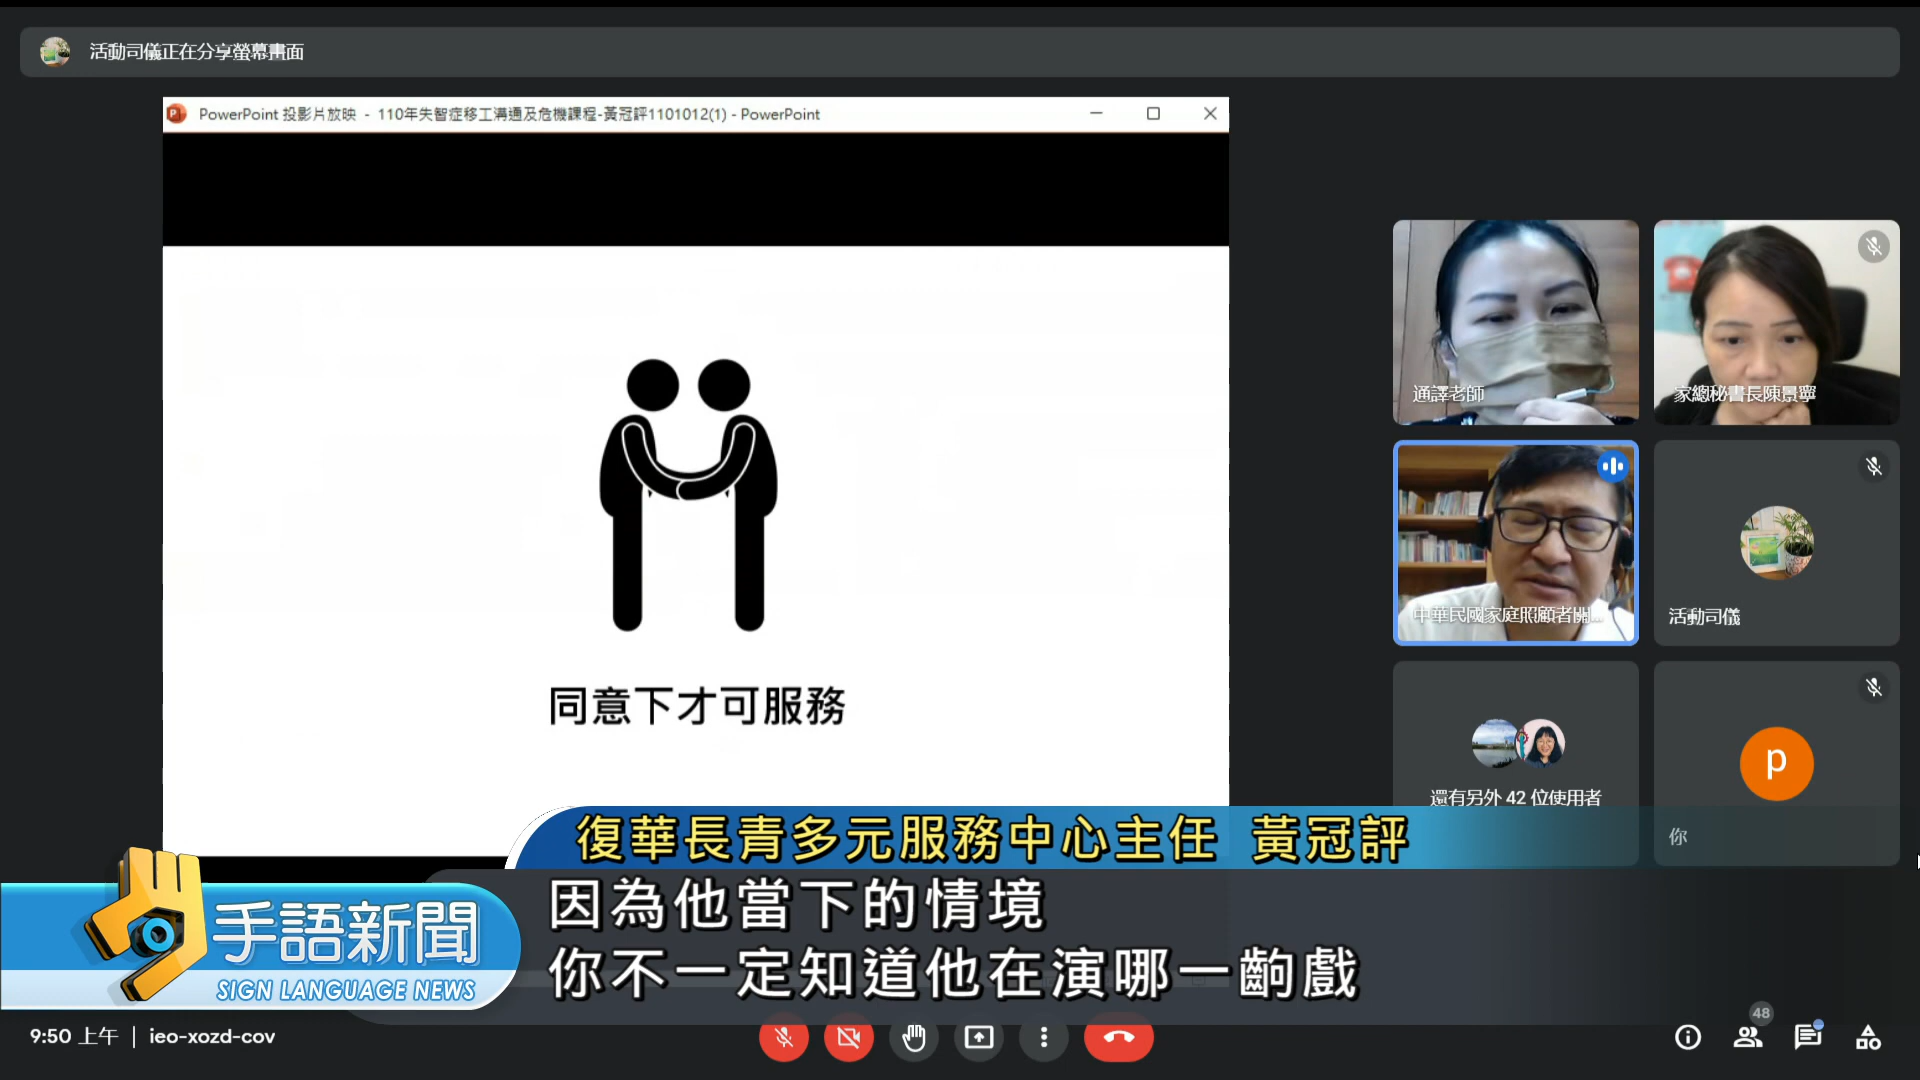 活動司儀正在分享螢幕畫面
PowerPoint 投影片放映 - 110年失智症移工溝通及危機課程-黃冠評1101012(1) - PowerPoint
同意下才可服務
通譯老師
家總秘書長陳景寧
中華民國家庭照顧者關...
活動司儀
還有另外 42 位使用者
p
你
復華長青多元服務中心主任 黃冠評
因為他當下的情境
你不一定知道他在演哪一齣戲
手語新聞
SIGN LANGUAGE NEWS
9:50 上午 | ieo-xozd-cov
48